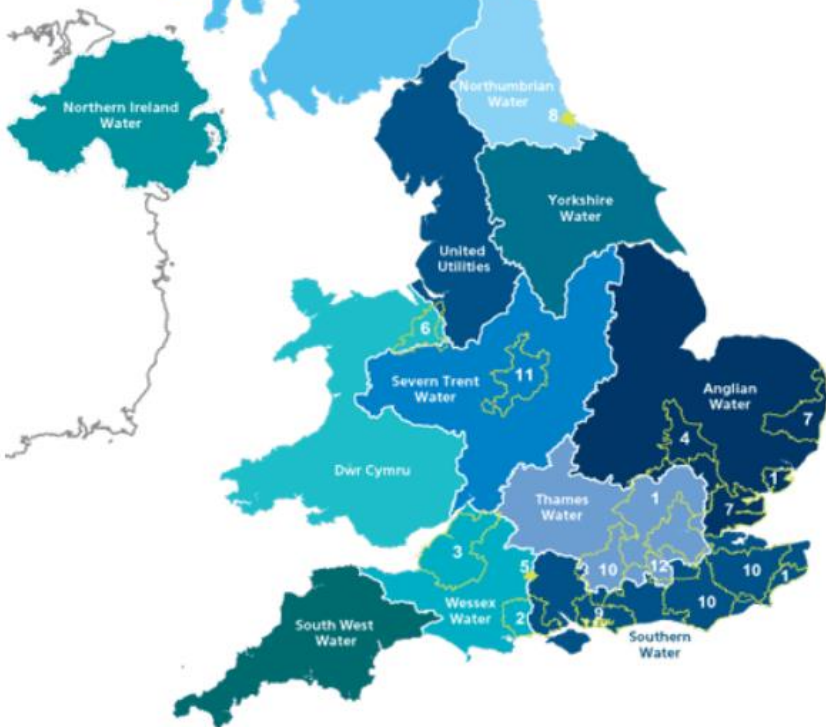 Northern Ireland
Water
Northumbrian
Water
8
Yorkshire
Water
United
Utilities
6
Severn Trent
Water
11
Anglian
Water
7
4
Dŵr Cymru
1
Thames
Water
1
7
3
5
10
12
10
1
Wessex
Water
2
9
10
South West
Water
Southern
Water